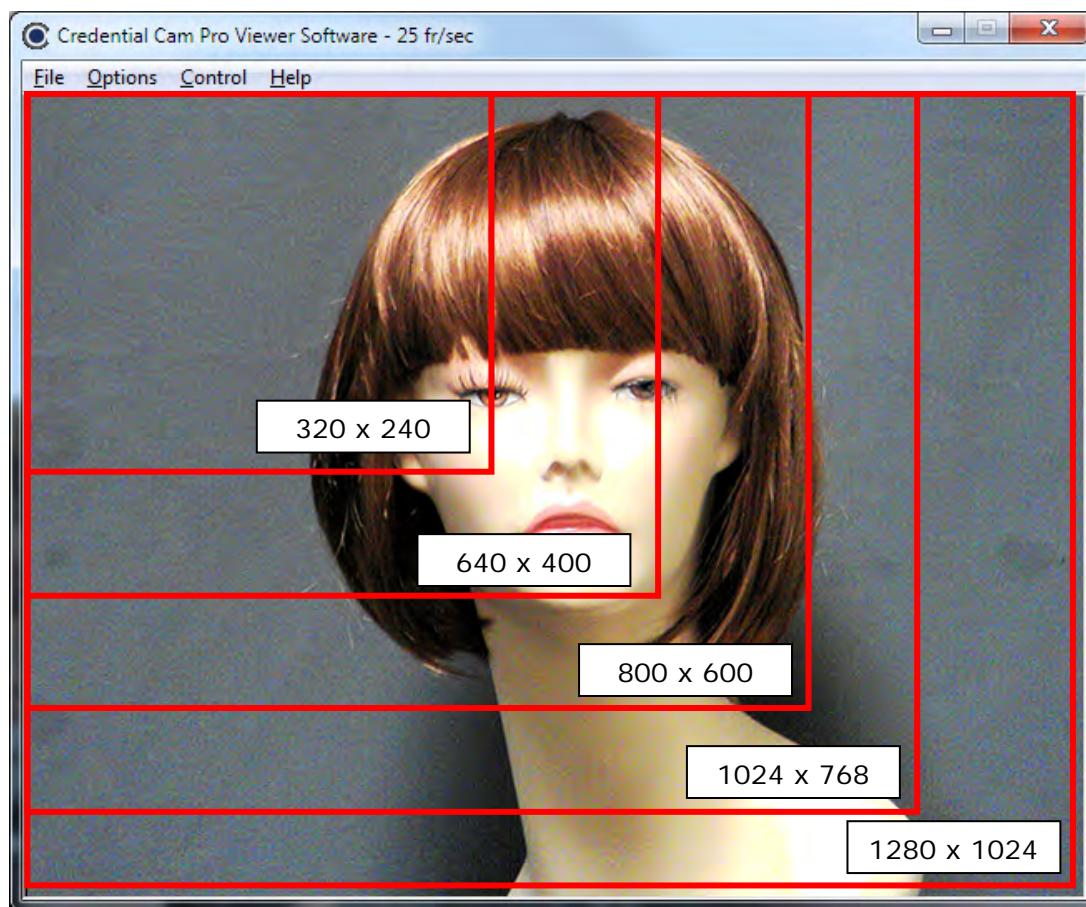 Credential Cam Pro Viewer Software - 25 fr/sec
File Options Control Help
320 x 240
640 x 400
800 x 600
1024 x 768
1280 x 1024